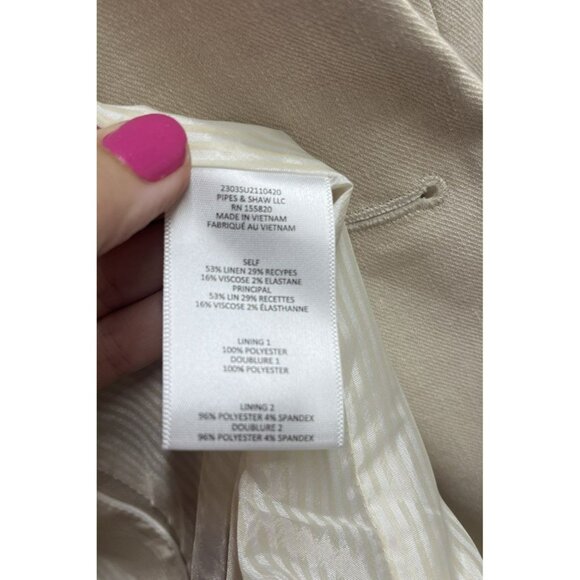 2303SU2110420
PIPES & SHAW LLC
RN 155820
MADE IN VIETNAM
FABRIQUÉ AU VIETNAM
SELF
53% LINEN 29% RECYPES
16% VISCOSE 2% ELASTANE
PRINCIPAL
53% LIN 29% RECETTES
16% VISCOSE 2% ÉLASTHANNE
LINING 1
100% POLYESTER
DOUBLURE 1
100% POLYESTER
LINING 2
96% POLYESTER 4% SPANDEX
DOUBLURE 2
96% POLYESTER 4% SPANDEX